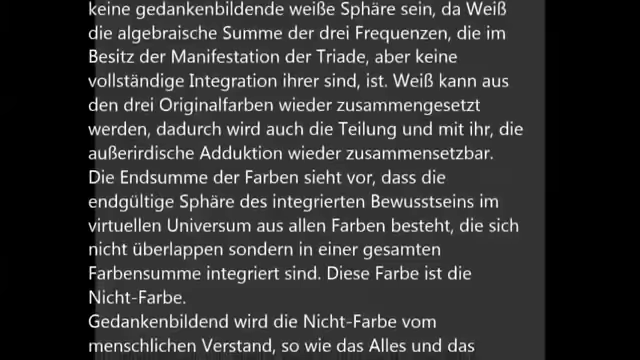 keine gedankenbildende weiße Sphäre sein, da Weiß
die algebraische Summe der drei Frequenzen, die im
Besitz der Manifestation der Triade, aber keine
vollständige Integration ihrer sind, ist. Weiß kann aus
den drei Originalfarben wieder zusammengesetzt
werden, dadurch wird auch die Teilung und mit ihr, die
außerirdische Adduktion wieder zusammensetzbar.
Die Endsumme der Farben sieht vor, dass die
endgültige Sphäre des integrierten Bewusstseins im
virtuellen Universum aus allen Farben besteht, die sich
nicht überlappen sondern in einer gesamten
Farbensumme integriert sind. Diese Farbe ist die
Nicht-Farbe.
Gedankenbildend wird die Nicht-Farbe vom
menschlichen Verstand, so wie das Alles und das